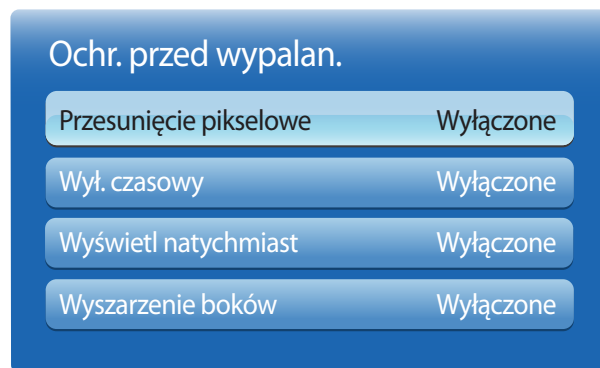 Ochr. przed wypalan.
Przesunięcie pikselowe Wyłączone
Wył. czasowy Wyłączone
Wyświetl natychmiast Wyłączone
Wyszarzenie boków Wyłączone